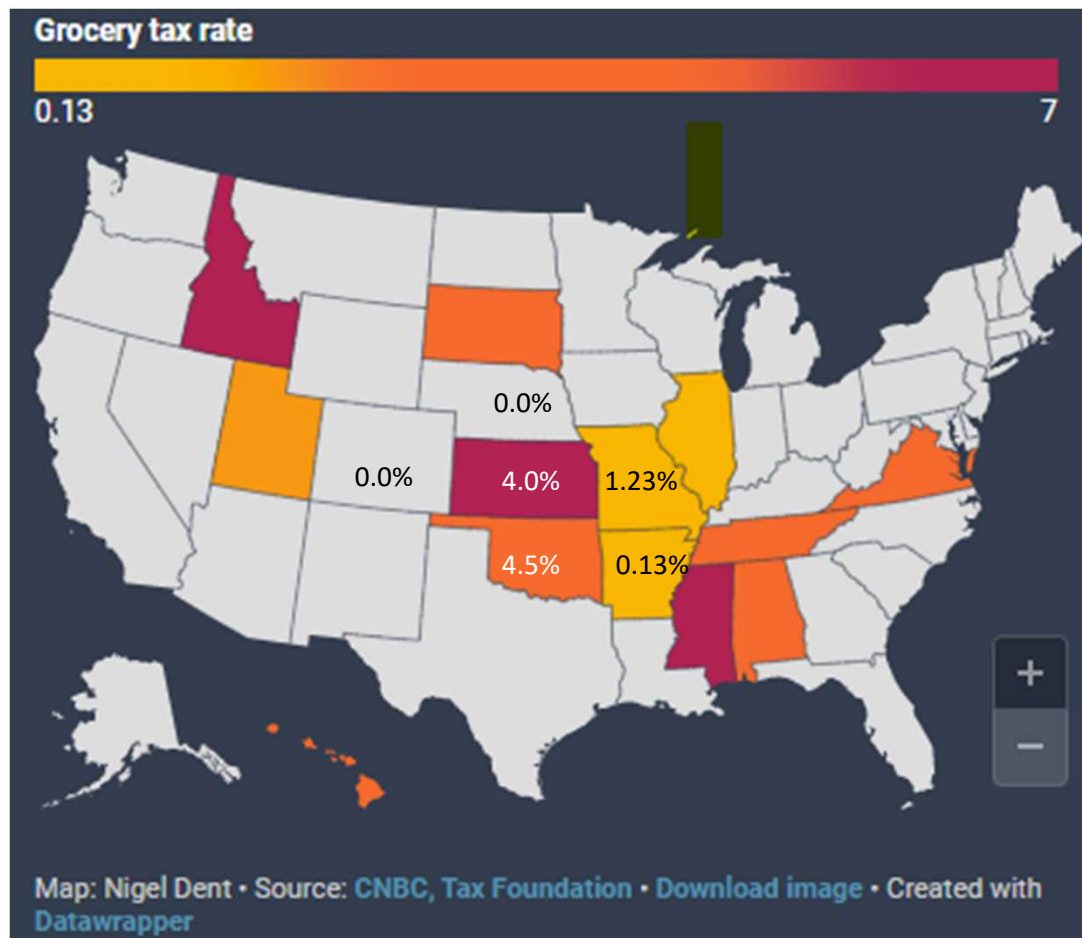 Grocery tax rate
0.13 7
0.0%
0.0% 4.0% 1.23%
4.5% 0.13%
+
−
Map: Nigel Dent • Source: CNBC, Tax Foundation • Download image • Created with
Datawrapper